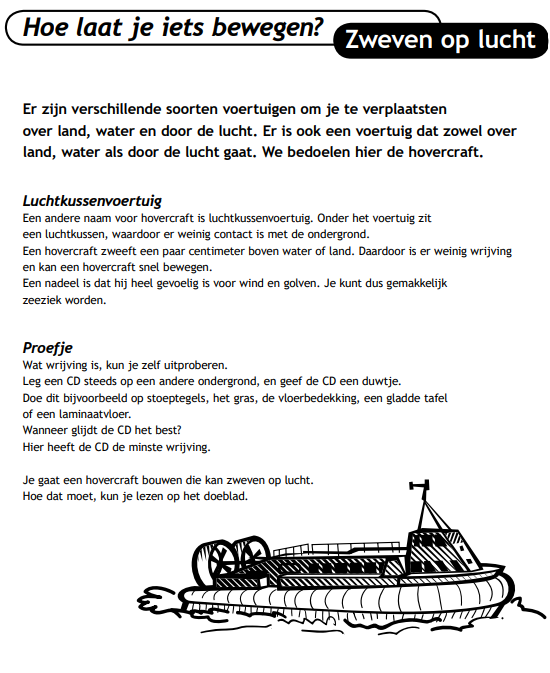 Hoe laat je iets bewegen?
Zweven op lucht
Er zijn verschillende soorten voertuigen om je te verplaatsten
over land, water en door de lucht. Er is ook een voertuig dat zowel over
land, water als door de lucht gaat. We bedoelen hier de hovercraft.
Luchtkussenvoertuig
Een andere naam voor hovercraft is luchtkussenvoertuig. Onder het voertuig zit
een luchtkussen, waardoor er weinig contact is met de ondergrond.
Een hovercraft zweeft een paar centimeter boven water of land. Daardoor is er weinig wrijving
en kan een hovercraft snel bewegen.
Een nadeel is dat hij heel gevoelig is voor wind en golven. Je kunt dus gemakkelijk
zeeziek worden.
Proefje
Wat wrijving is, kun je zelf uitproberen.
Leg een CD steeds op een andere ondergrond, en geef de CD een duwtje.
Doe dit bijvoorbeeld op stoeptegels, het gras, de vloerbedekking, een gladde tafel
of een laminaatvloer.
Wanneer glijdt de CD het best?
Hier heeft de CD de minste wrijving.
Je gaat een hovercraft bouwen die kan zweven op lucht.
Hoe dat moet, kun je lezen op het doeblad.